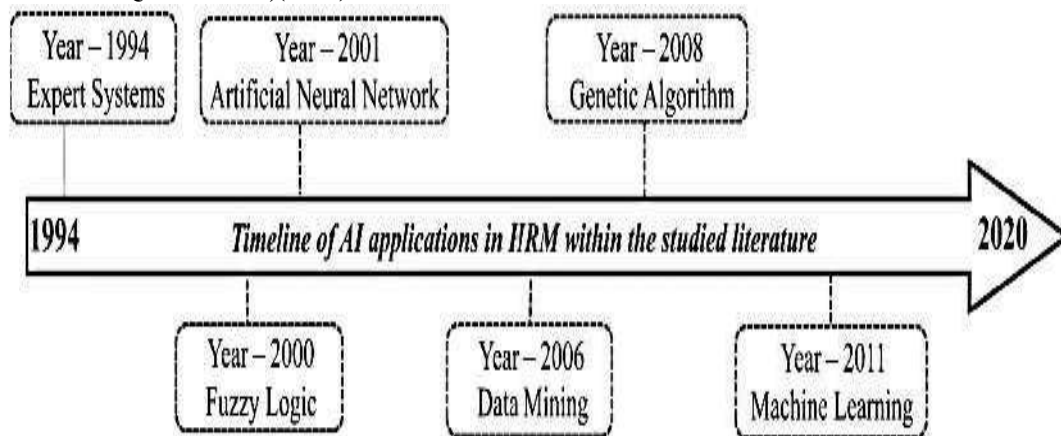 Year – 1994
Expert Systems
Year – 2001
Artificial Neural Network
Year – 2008
Genetic Algorithm
1994
Timeline of AI applications in HRM within the studied literature
2020
Year – 2000
Fuzzy Logic
Year – 2006
Data Mining
Year – 2011
Machine Learning